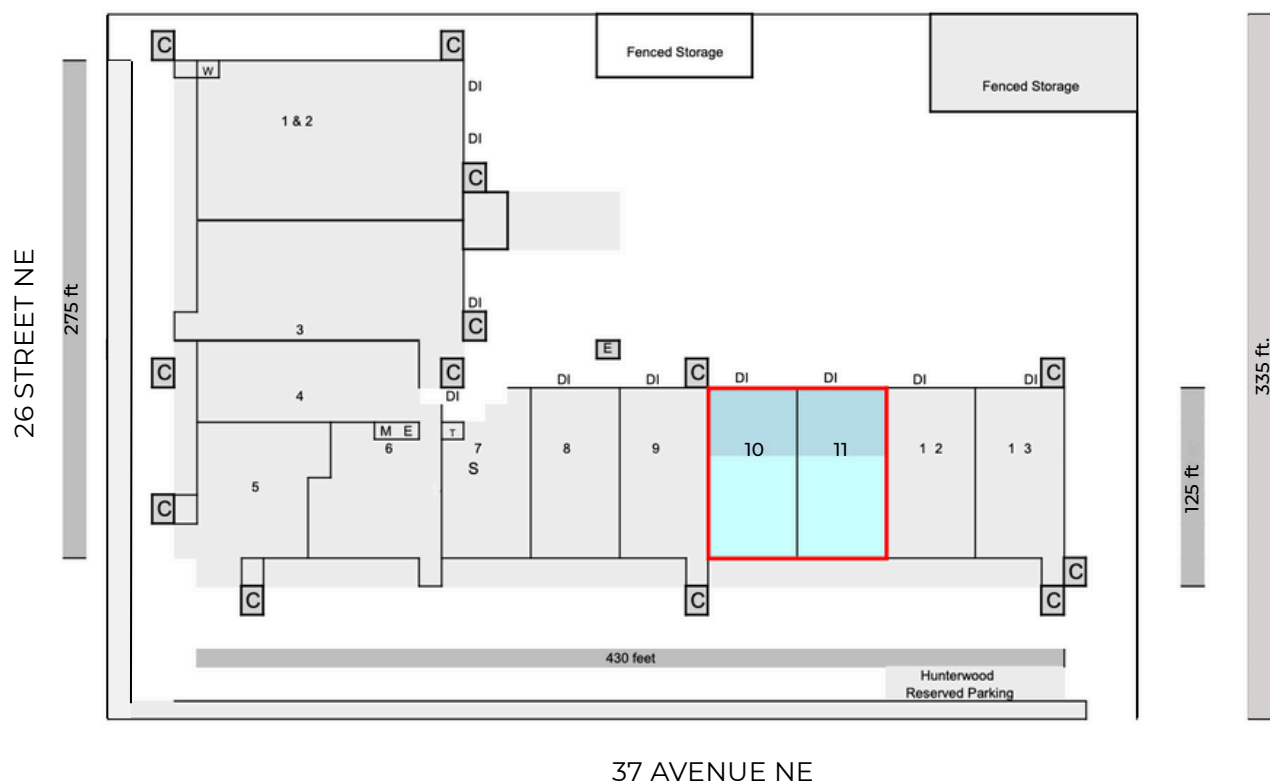 C
C
Fenced Storage
Fenced Storage
W
DI
1 & 2
DI
C
26 STREET NE
275 ft
DI
C
3
E
335 ft.
C
C
C
C
DI
DI
DI
DI
DI
DI
4
DI
M E
T
6
7
8
9
10
11
1 2
1 3
S
5
125 ft
C
C
C
C
C
430 feet
Hunterwood
Reserved Parking
37 AVENUE NE